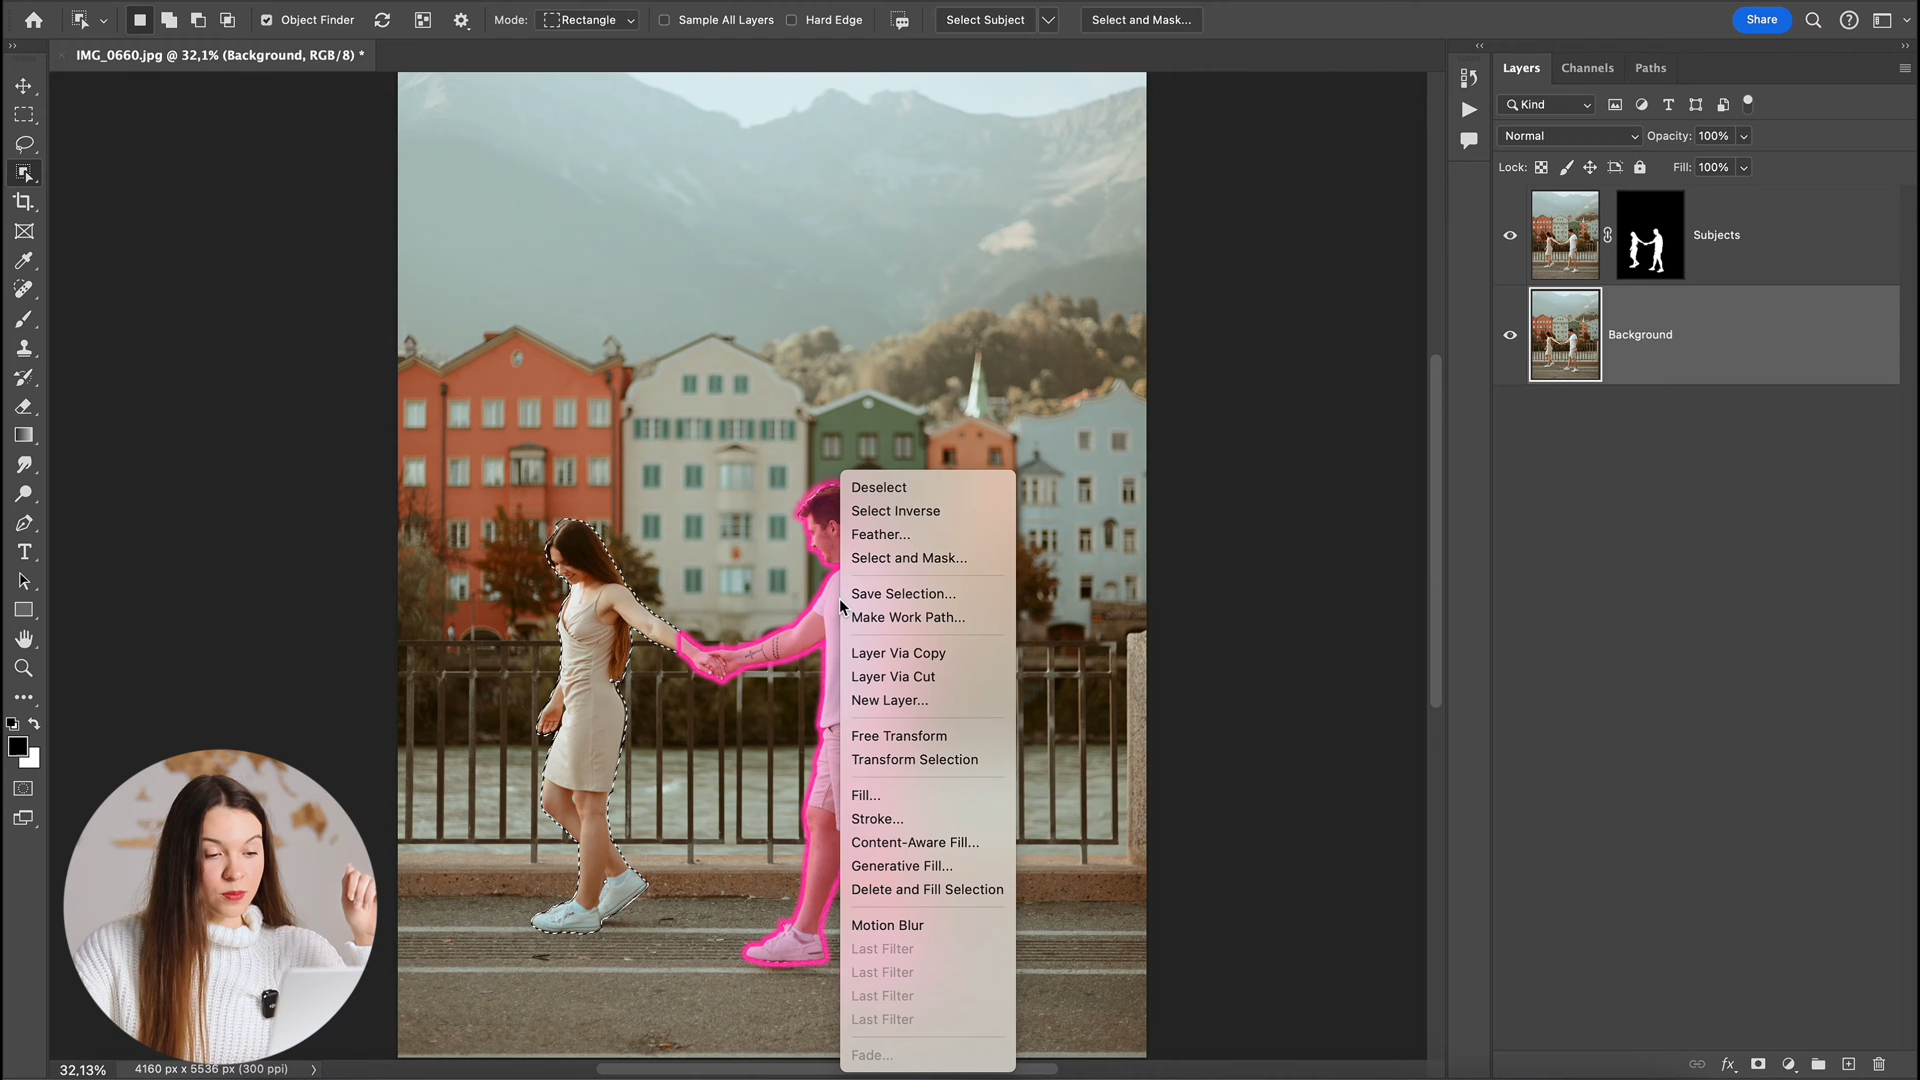 Object Finder
Mode:
Rectangle
Sample All Layers
Hard Edge
Select Subject
Select and Mask...
Share
IMG_0660.jpg @ 32,1% (Background, RGB/8) *
Layers
Channels
Paths
Kind
Normal
Opacity: 100%
Lock:
Fill: 100%
Subjects
Background
Deselect
Select Inverse
Feather...
Select and Mask...
Save Selection...
Make Work Path...
Layer Via Copy
Layer Via Cut
New Layer...
Free Transform
Transform Selection
Fill...
Stroke...
Content-Aware Fill...
Generative Fill...
Delete and Fill Selection
Motion Blur
Last Filter
Last Filter
Last Filter
Last Filter
Fade...
32,13%
4160 px x 5536 px (300 ppi)